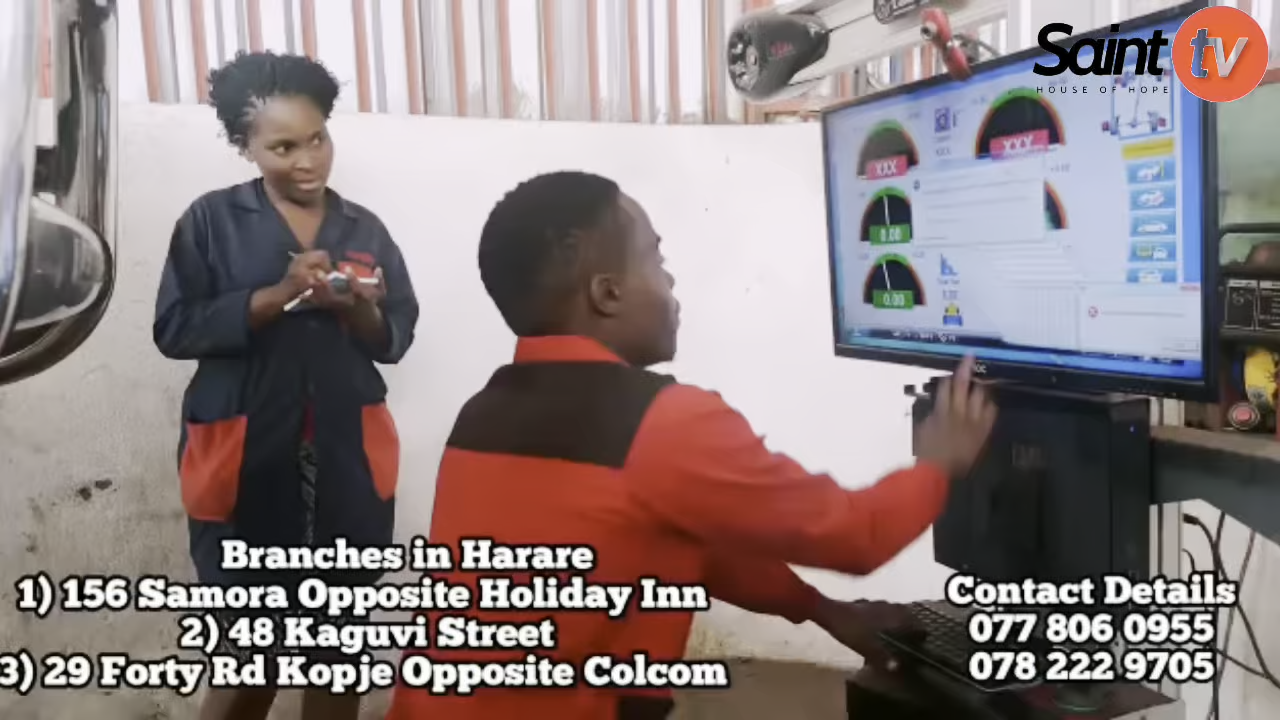 Saint tv
HOUSE OF HOPE
XXX
XXX
0.00
0.00
Branches in Harare
1) 156 Samora Opposite Holiday Inn
2) 48 Kaguvi Street
3) 29 Forty Rd Kopje Opposite Colcom
Contact Details
077 806 0955
078 222 9705